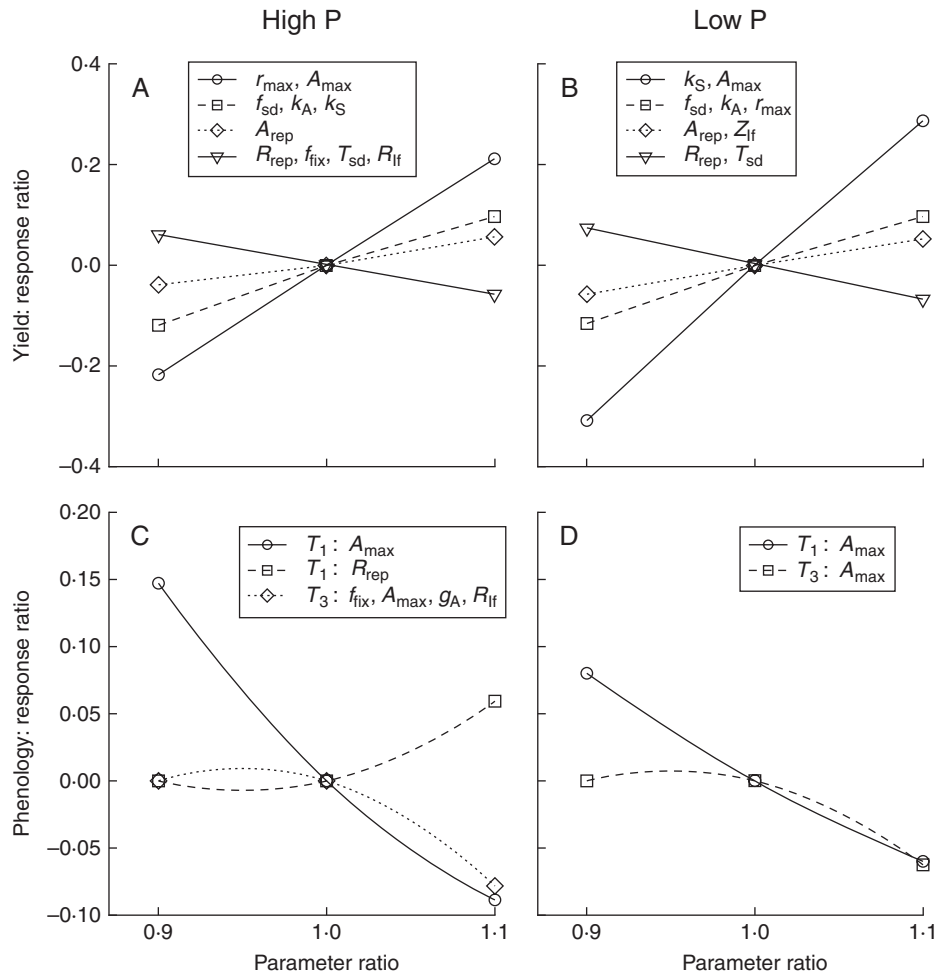 High P
Low P
A
r_max, A_max
f_sd, k_A, k_S
A_rep
R_rep, f_fix, T_sd, R_lf
B
k_S, A_max
f_sd, k_A, r_max
A_rep, Z_lf
R_rep, T_sd
Yield: response ratio
0·4
0·2
0·0
–0·2
–0·4
C
T_1 : A_max
T_1 : R_rep
T_3 : f_fix, A_max, g_A, R_lf
D
T_1 : A_max
T_3 : A_max
Phenology: response ratio
0·20
0·15
0·10
0·05
0·00
–0·05
–0·10
0·9 1·0 1·1
0·9 1·0 1·1
Parameter ratio
Parameter ratio